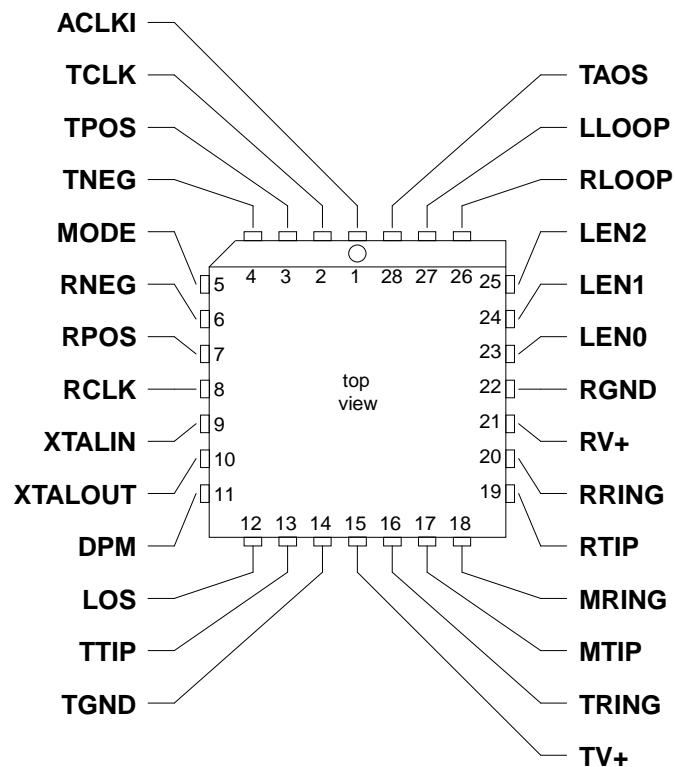 ACLKI
TCLK
TPOS
TNEG
MODE
RNEG
RPOS
RCLK
XTALIN
XTALOUT
DPM
LOS
TTIP
TGND
TAOS
LLOOP
RLOOP
LEN2
LEN1
LEN0
RGND
RV+
RRING
RTIP
MRING
MTIP
TRING
TV+
4 3 2 1 28 27 26
5
6
7
8
9
10
11
25
24
23
22
21
20
19
top
view
12 13 14 15 16 17 18